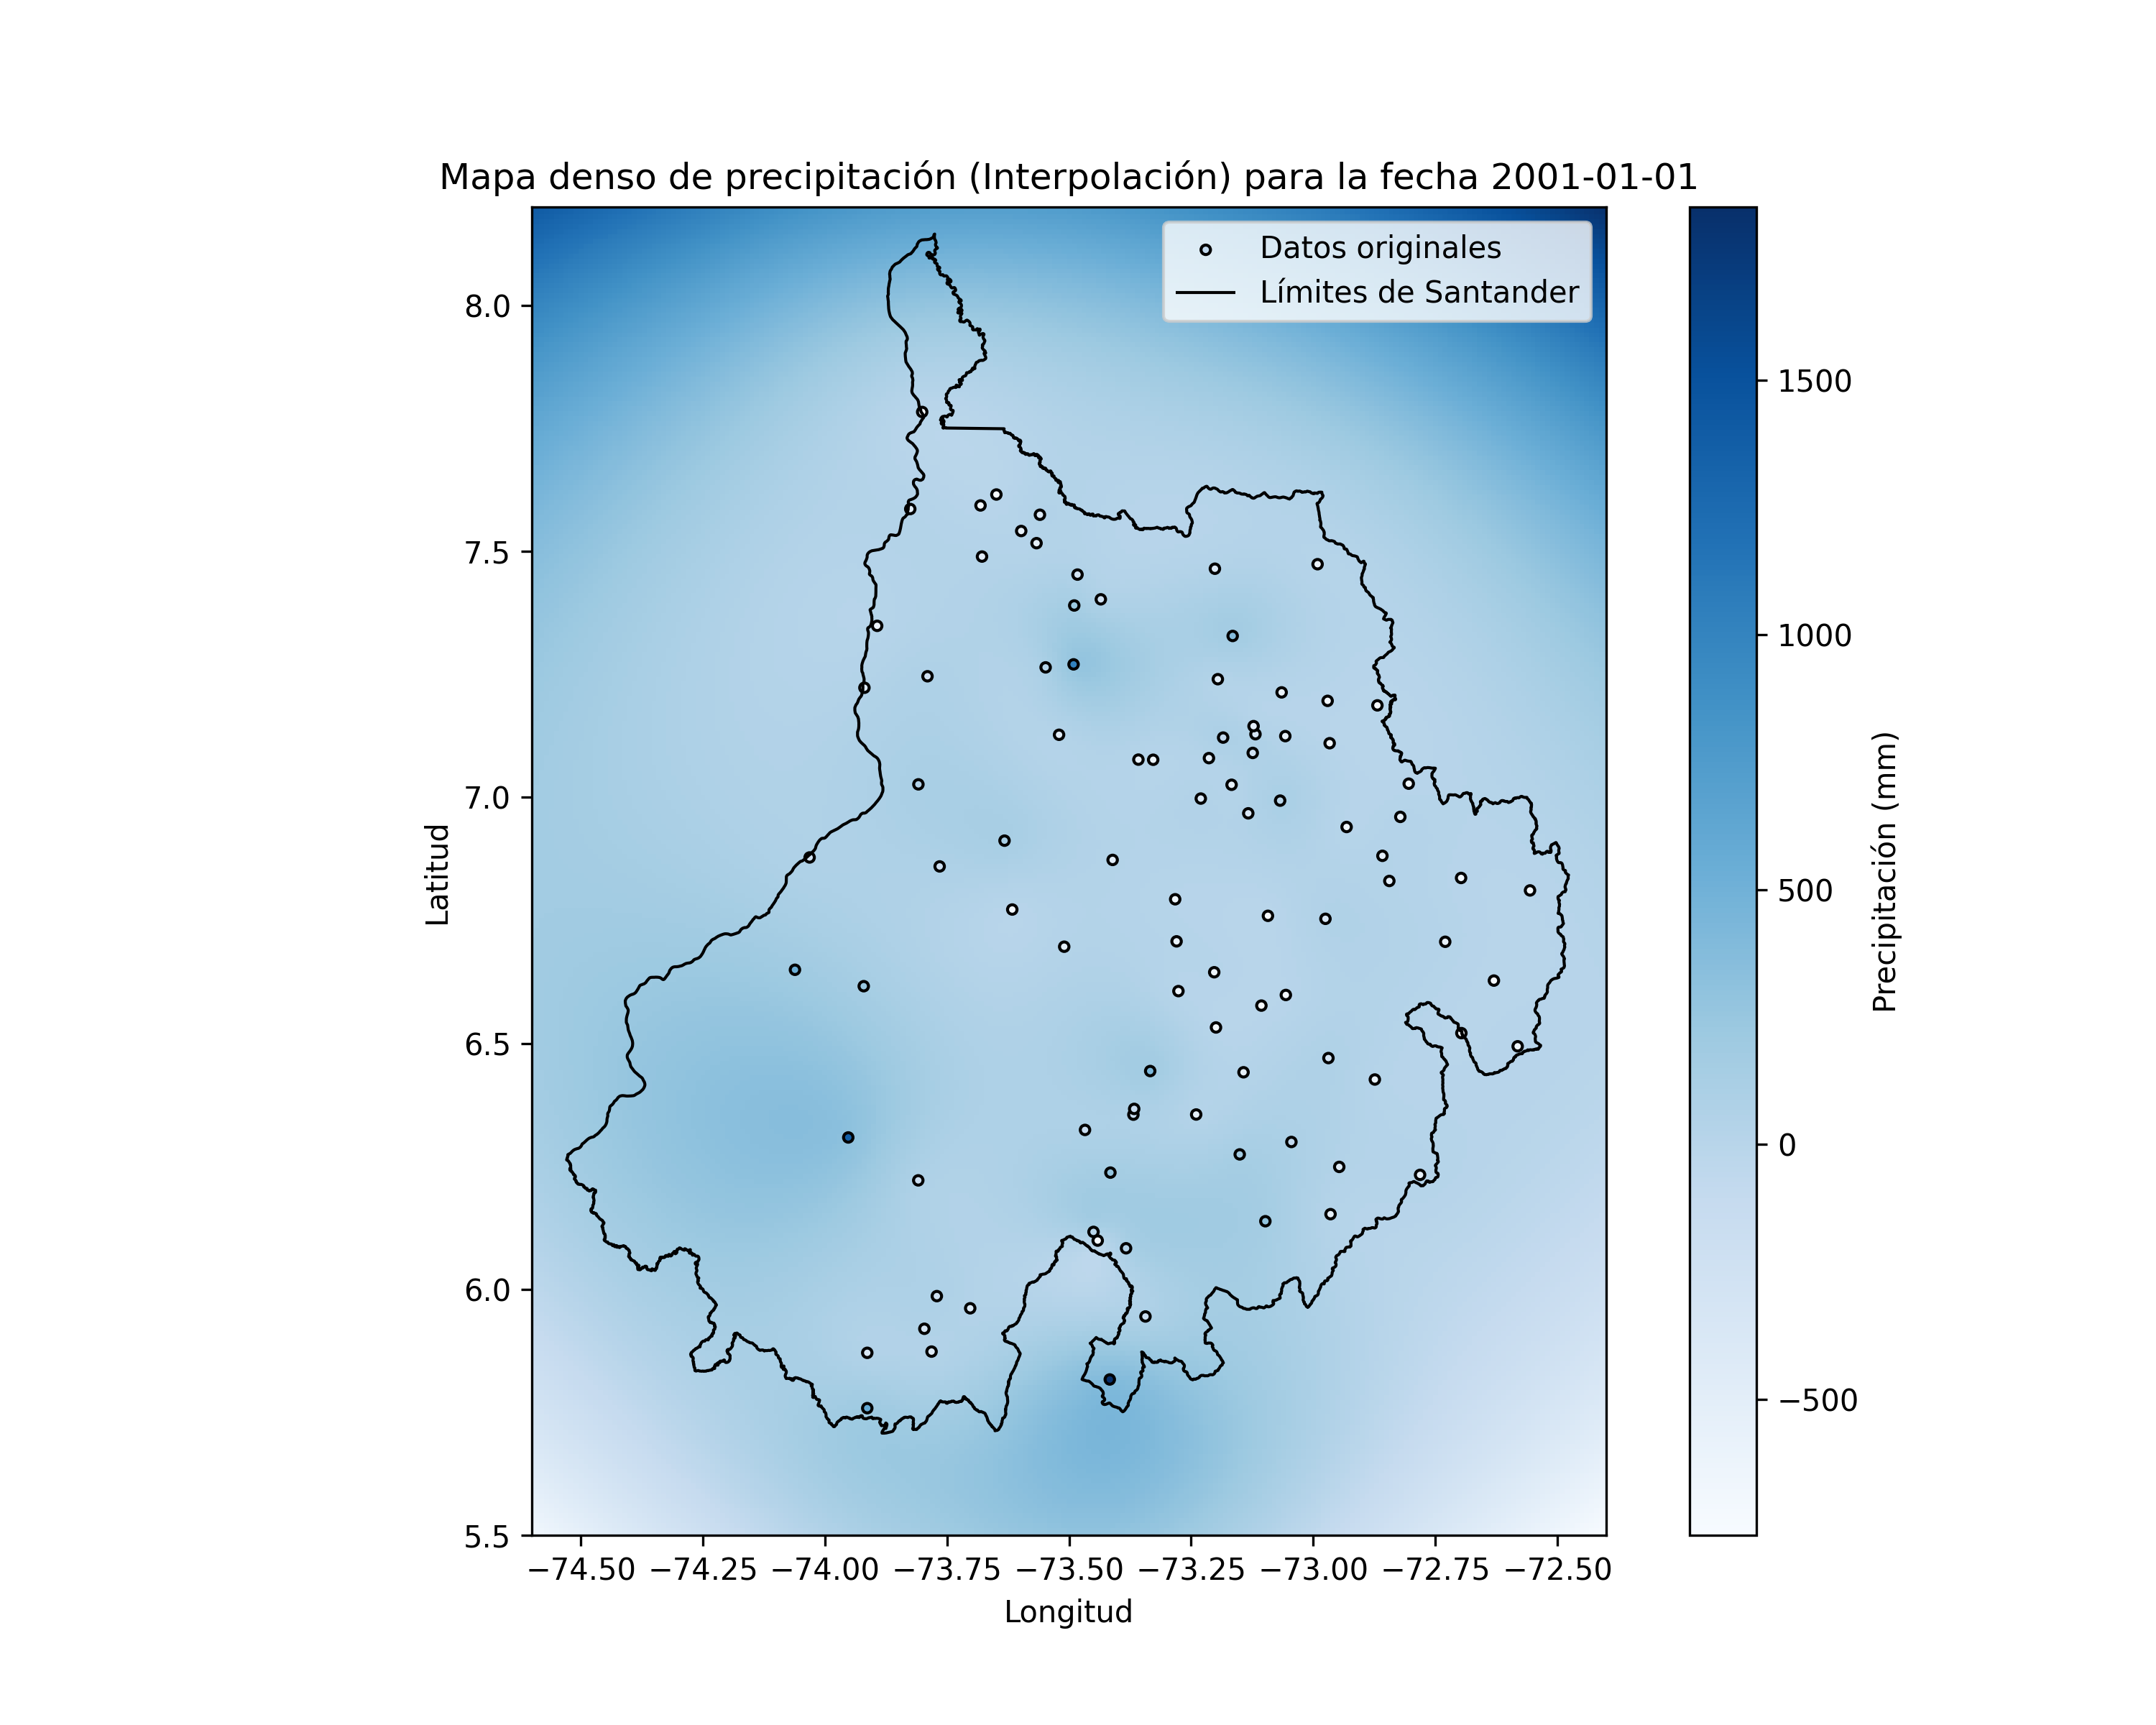 Mapa denso de precipitación (Interpolación) para la fecha 2001-01-01
Datos originales
Límites de Santander
8.0
7.5
7.0
6.5
6.0
5.5
Latitud
−74.50 −74.25 −74.00 −73.75 −73.50 −73.25 −73.00 −72.75 −72.50
Longitud
1500
1000
500
0
−500
Precipitación (mm)